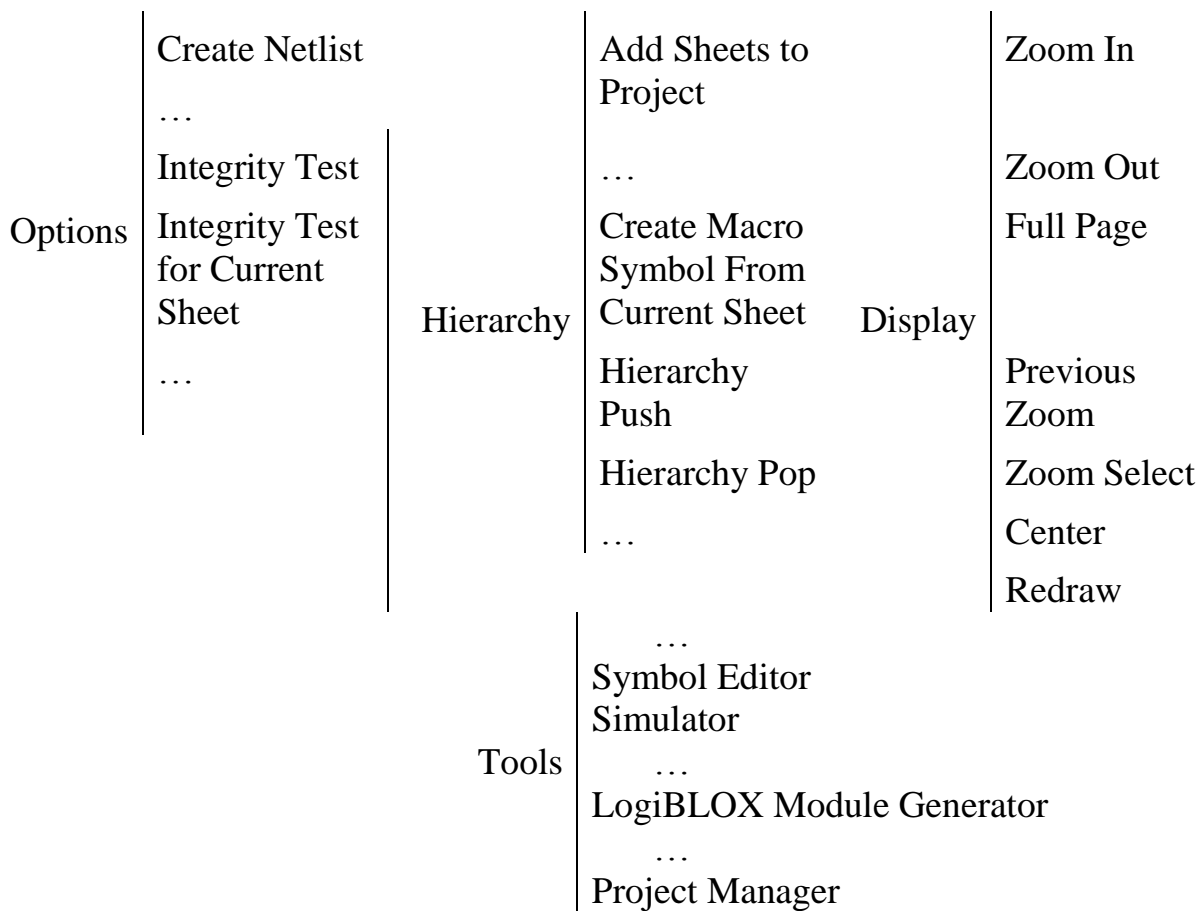 Options
Create Netlist
…
Integrity Test
Integrity Test
for Current
Sheet
…
Hierarchy
Add Sheets to
Project
…
Create Macro
Symbol From
Current Sheet
Hierarchy
Push
Hierarchy Pop
…
Display
Zoom In
Zoom Out
Full Page
Previous
Zoom
Zoom Select
Center
Redraw
Tools
…
Symbol Editor
Simulator
…
LogiBLOX Module Generator
…
Project Manager